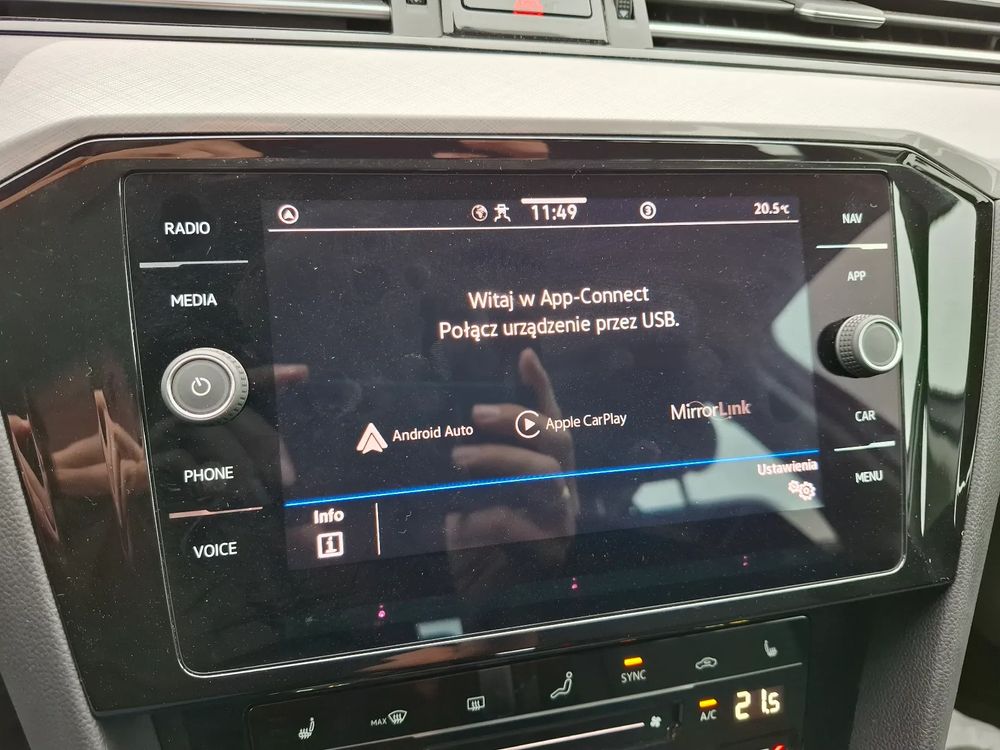 RADIO
MEDIA
PHONE
VOICE
11:49
3
20.5°C
Witaj w App-Connect
Połącz urządzenie przez USB.
Android Auto
Apple CarPlay
MirrorLink
Ustawienia
Info
i
NAV
APP
CAR
MENU
MAX
SYNC
A/C
21.5